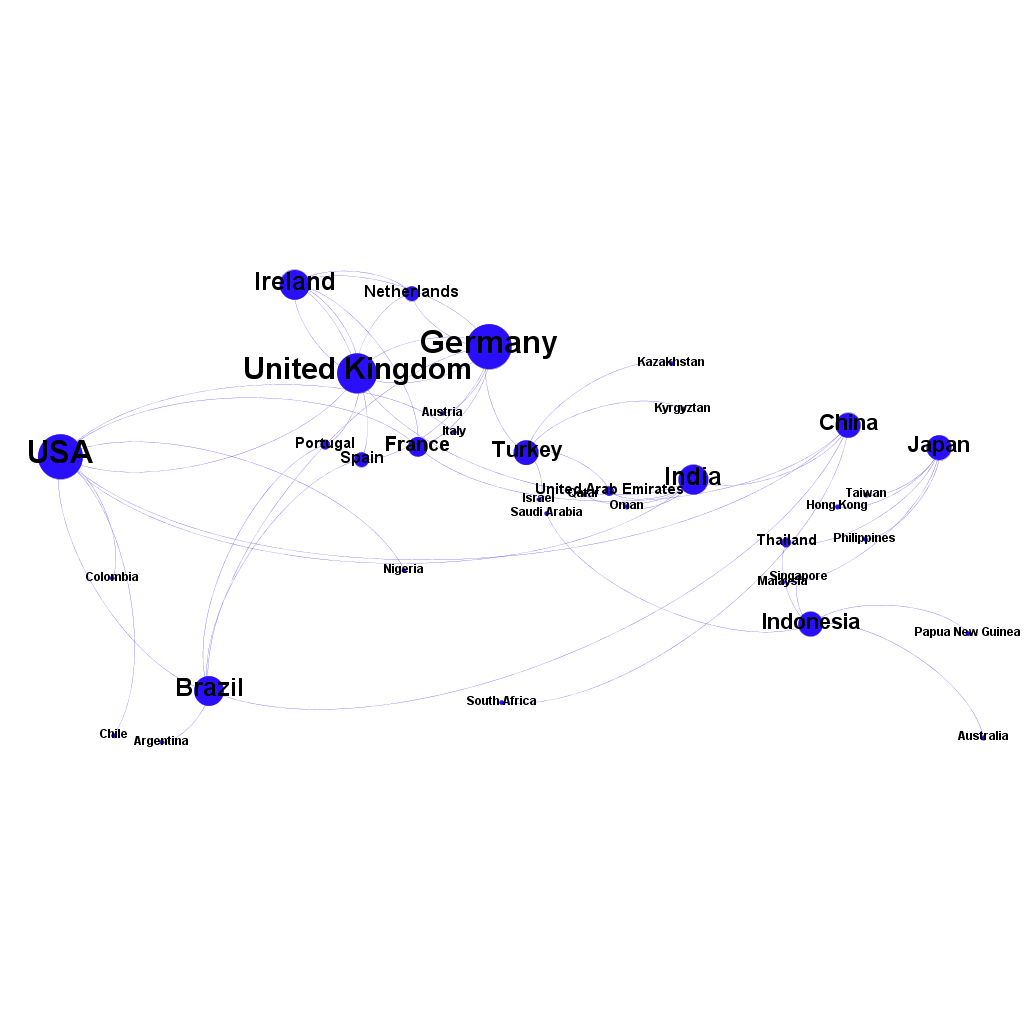 Ireland
Netherlands
Germany
United Kingdom
Kazakhstan
Kyrgyztan
Austria
China
Italy
Portugal
France
Japan
USA
Turkey
Spain
India
United Arab Emirates
Qatar
Taiwan
Israel
Oman
Hong Kong
Saudi Arabia
Philippines
Thailand
Nigeria
Colombia
Singapore
Malaysia
Indonesia
Papua New Guinea
Brazil
South Africa
Chile
Argentina
Australia